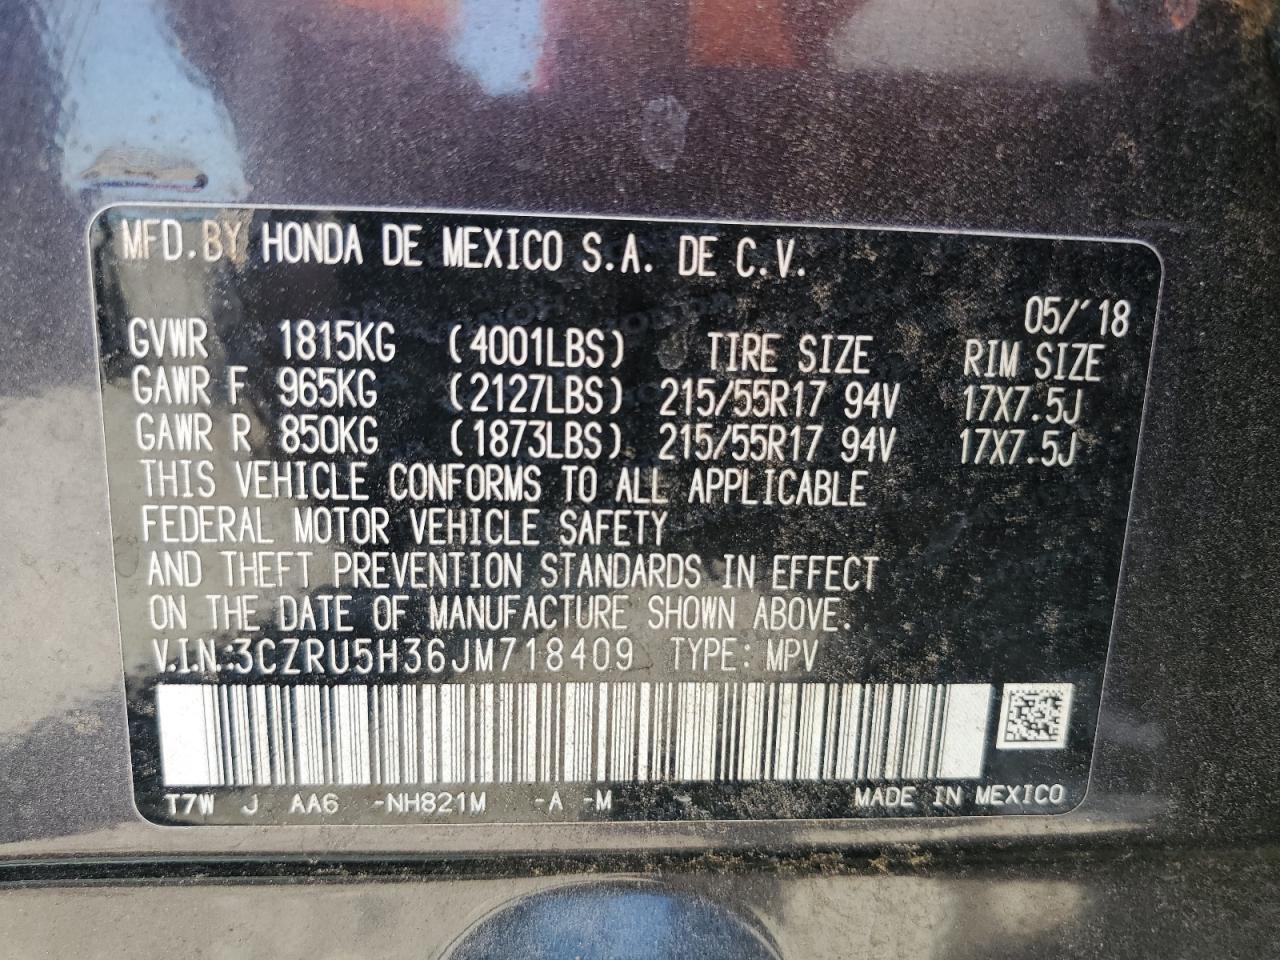 MFD. BY HONDA DE MEXICO S.A. DE C.V.
05/'18
GVWR 1815KG (4001LBS) TIRE SIZE RIM SIZE
GAWR F 965KG (2127LBS) 215/55R17 94V 17X7.5J
GAWR R 850KG (1873LBS) 215/55R17 94V 17X7.5J
THIS VEHICLE CONFORMS TO ALL APPLICABLE
FEDERAL MOTOR VEHICLE SAFETY
AND THEFT PREVENTION STANDARDS IN EFFECT
ON THE DATE OF MANUFACTURE SHOWN ABOVE.
V.I.N. 3CZRU5H36JM718409 TYPE: MPV
T7W J AA6 -NH821M -A -M - MADE IN MEXICO